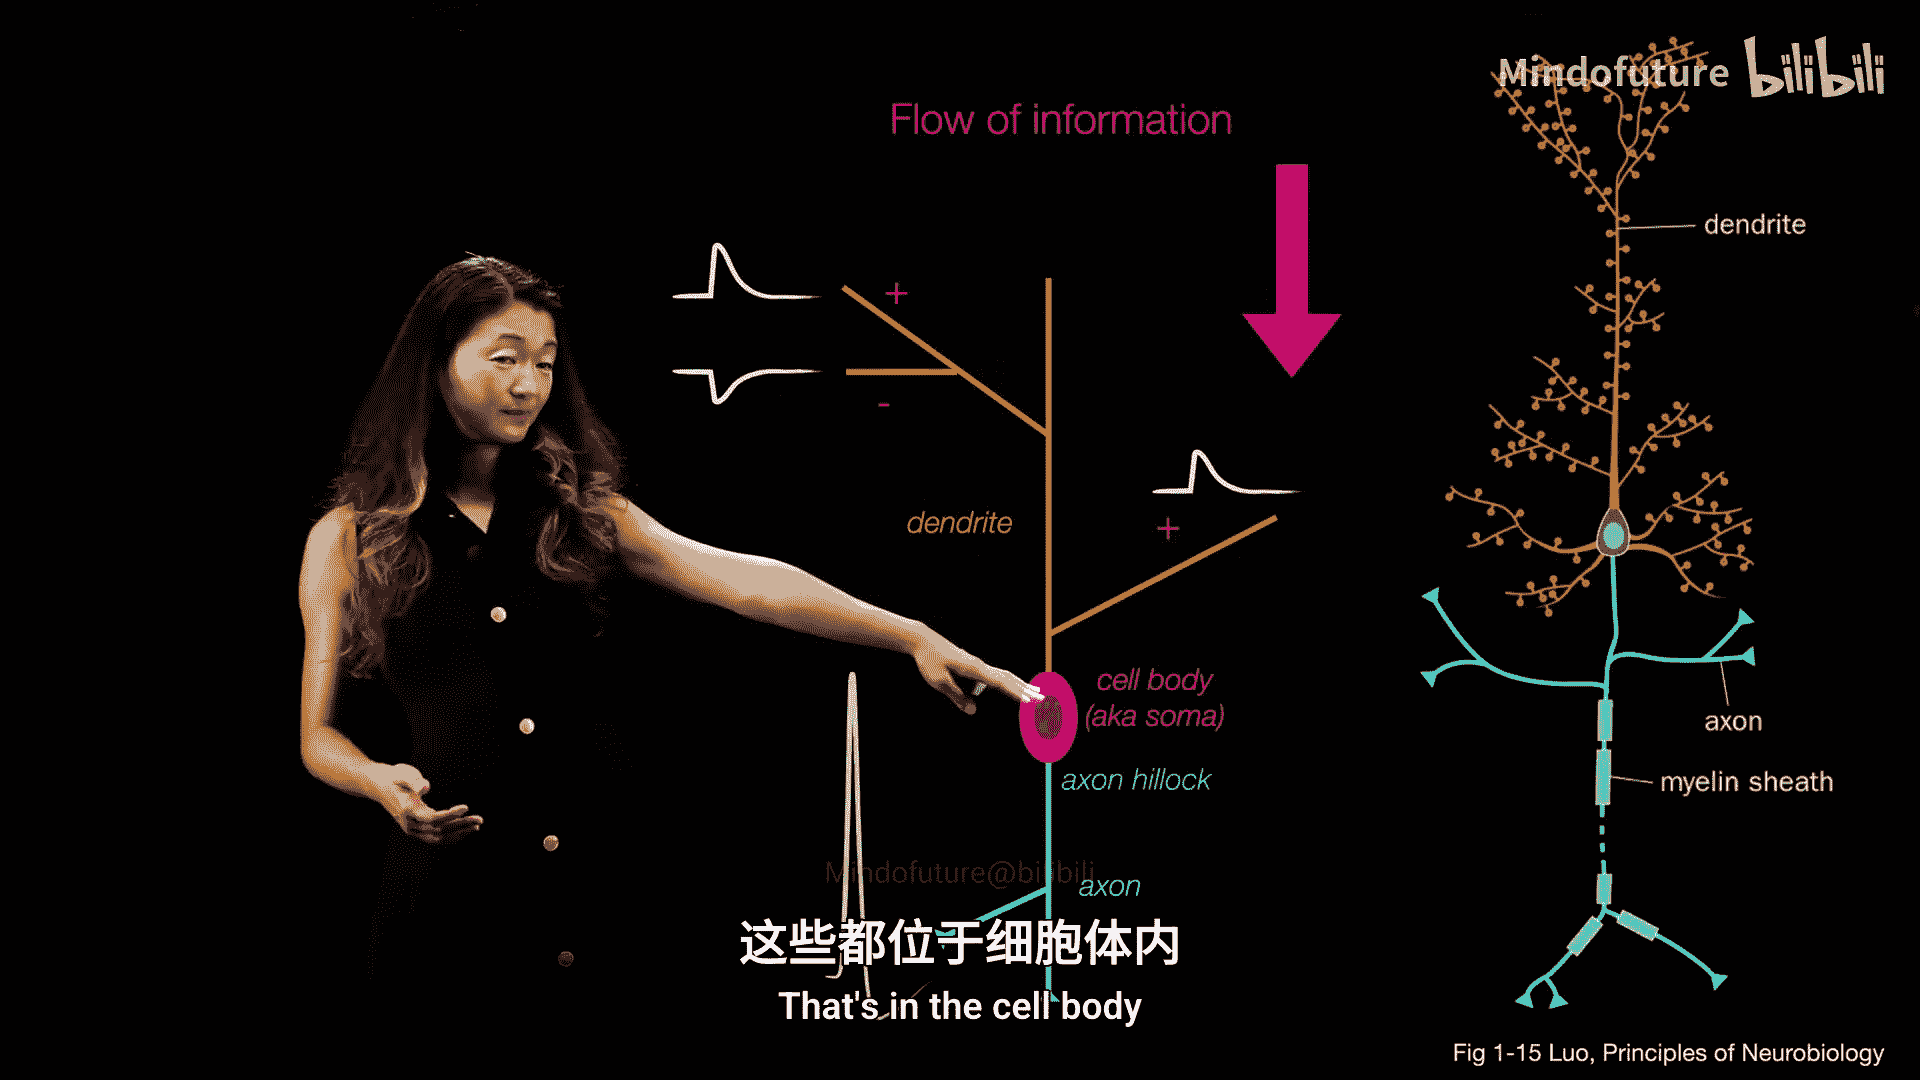 Mindofuture bilibili
Flow of information
dendrite
+
-
+
dendrite
cell body
(aka soma)
axon hillock
axon
myelin sheath
Mindofuture@bilibili
axon
这些都位于细胞体内
That's in the cell body
Fig 1-15 Luo, Principles of Neurobiology